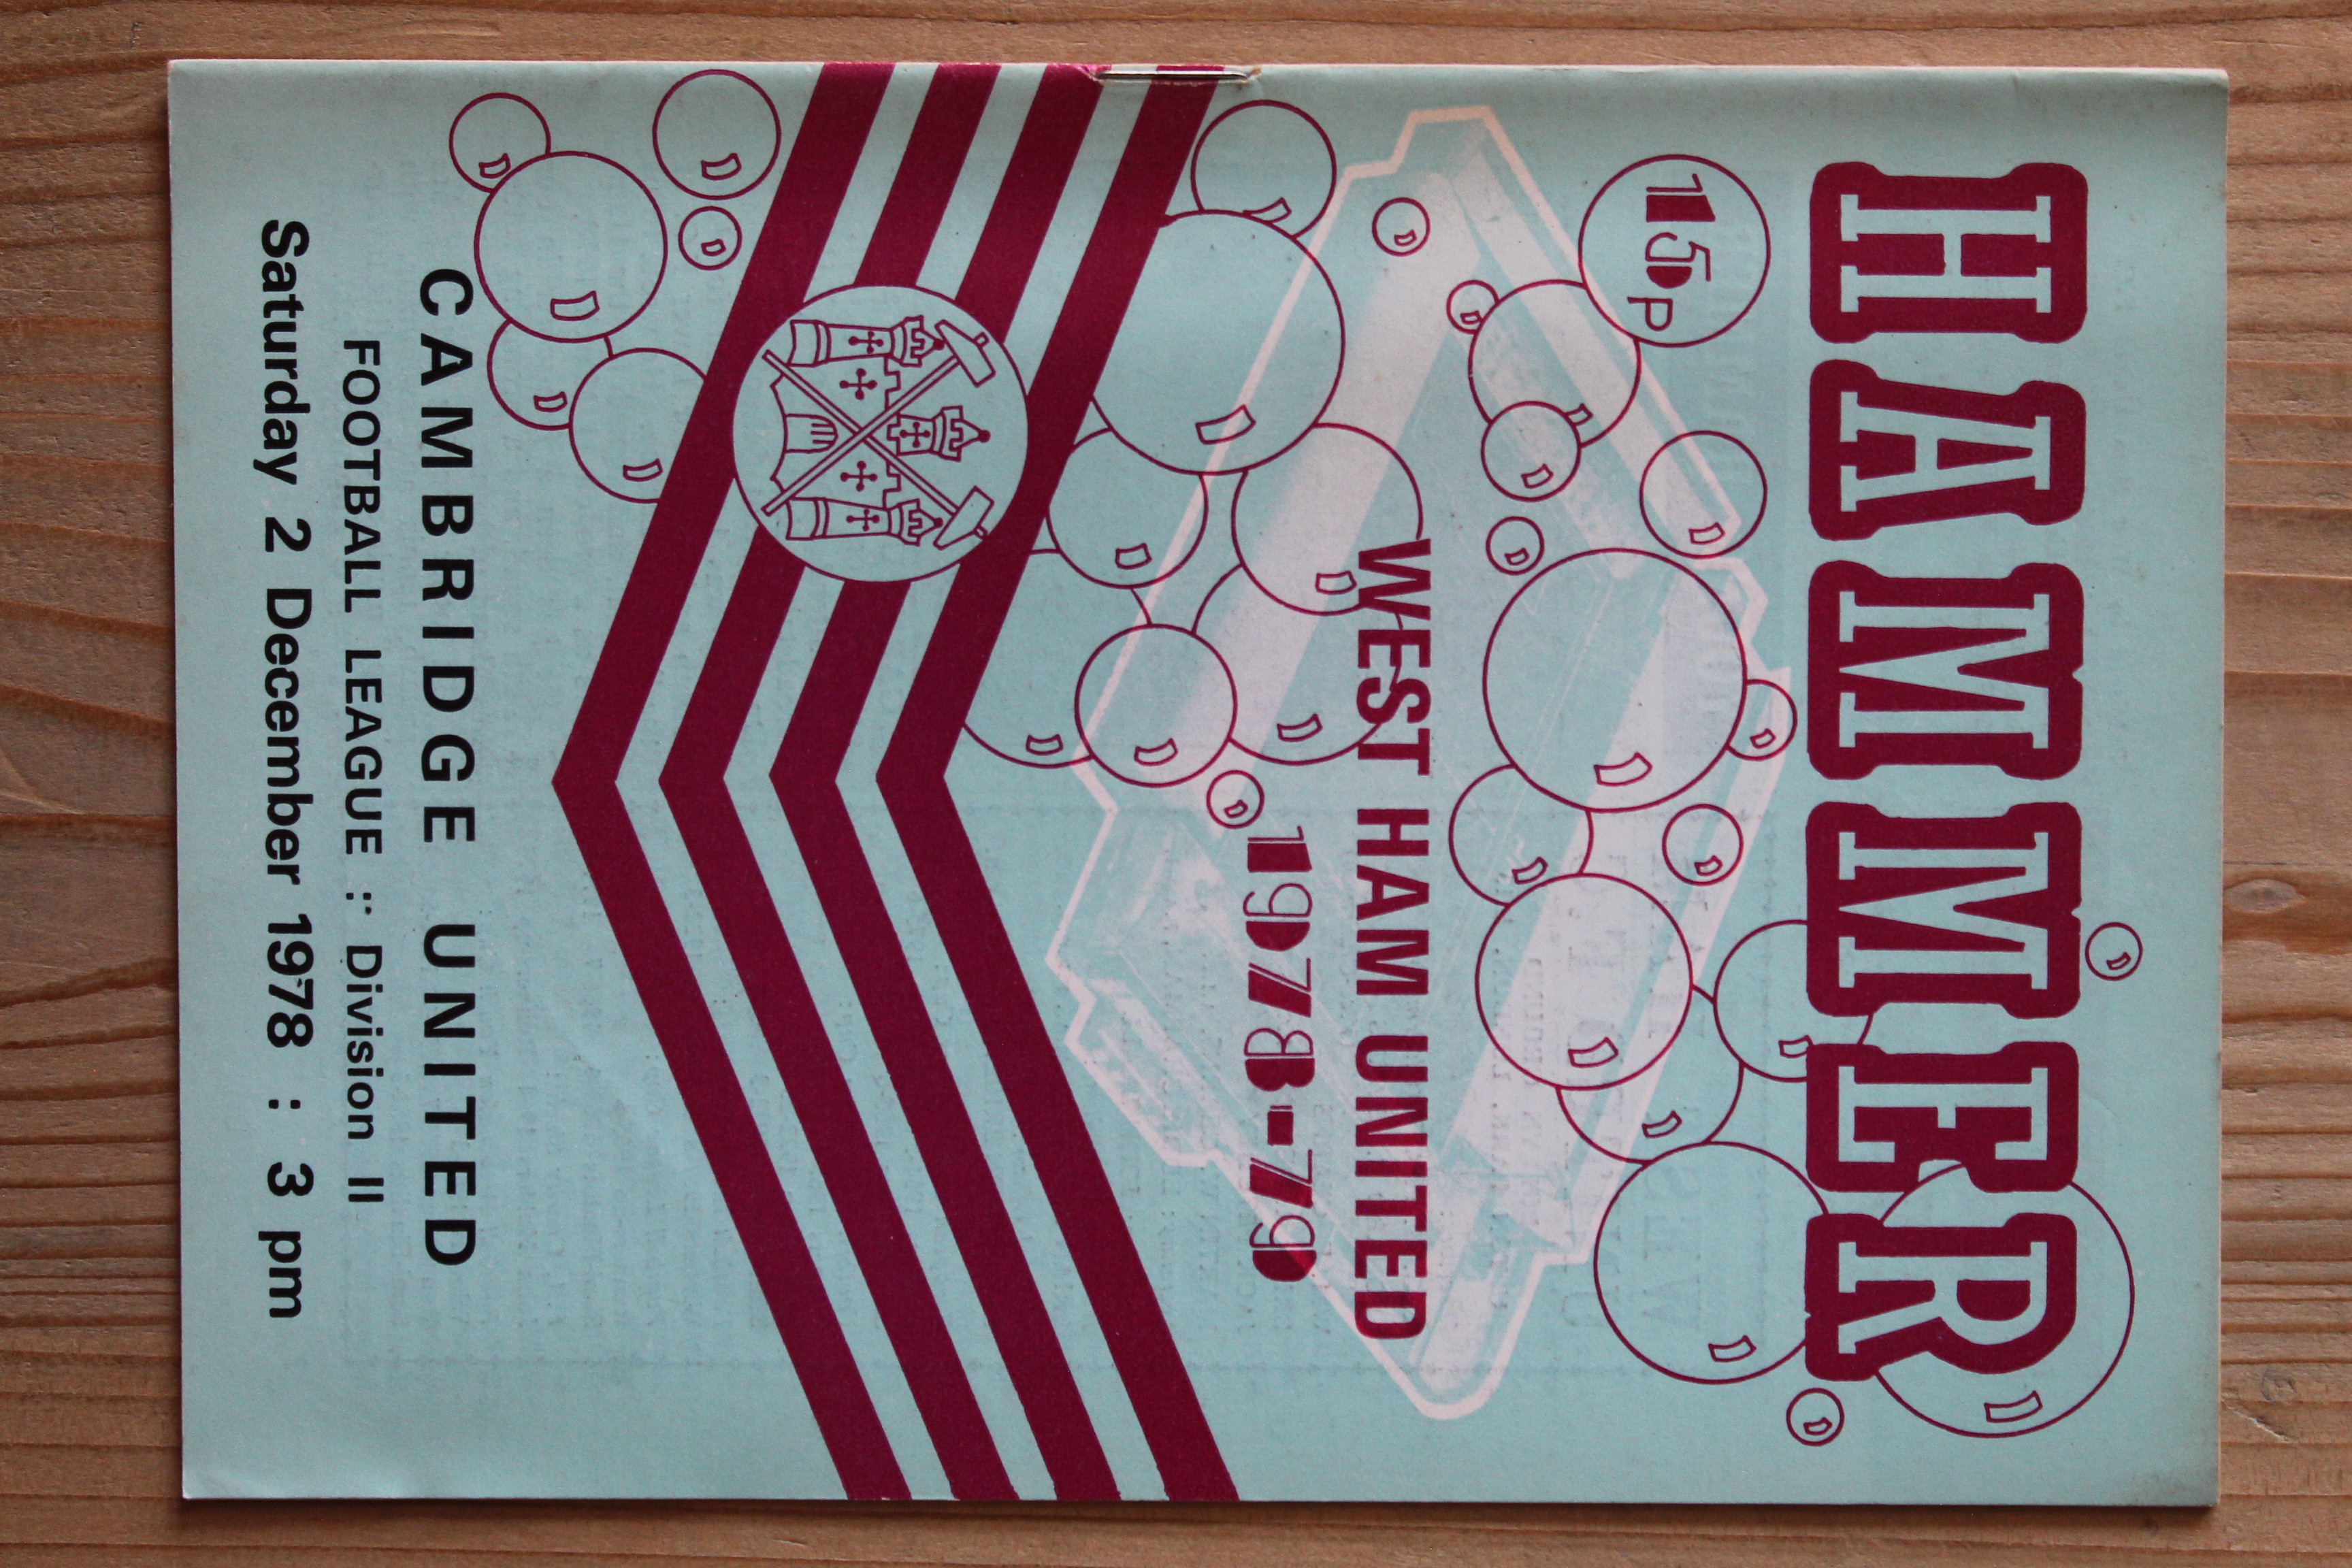 HAMMER
15p
WEST HAM UNITED
1978-79
CAMBRIDGE UNITED
FOOTBALL LEAGUE :: Division II
Saturday 2 December 1978 : 3 pm